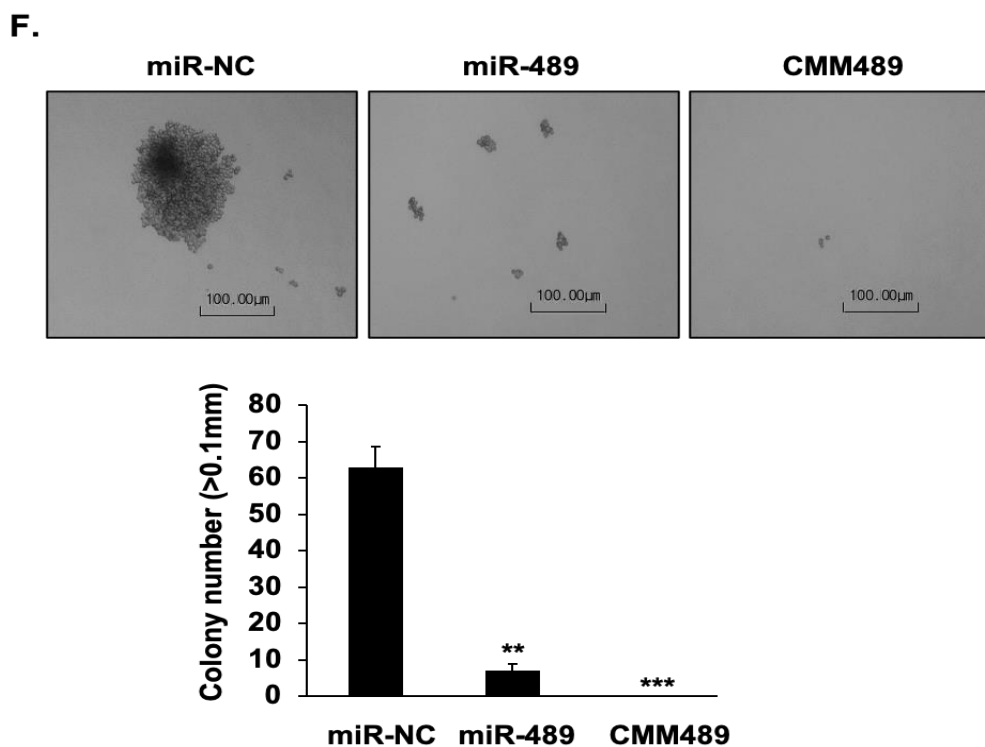 F.
miR-NC miR-489 CMM489
100.00μm 100.00μm 100.00μm
Colony number (>0.1mm)
80
70
60
50
40
30
20
10
0
**
***
miR-NC miR-489 CMM489